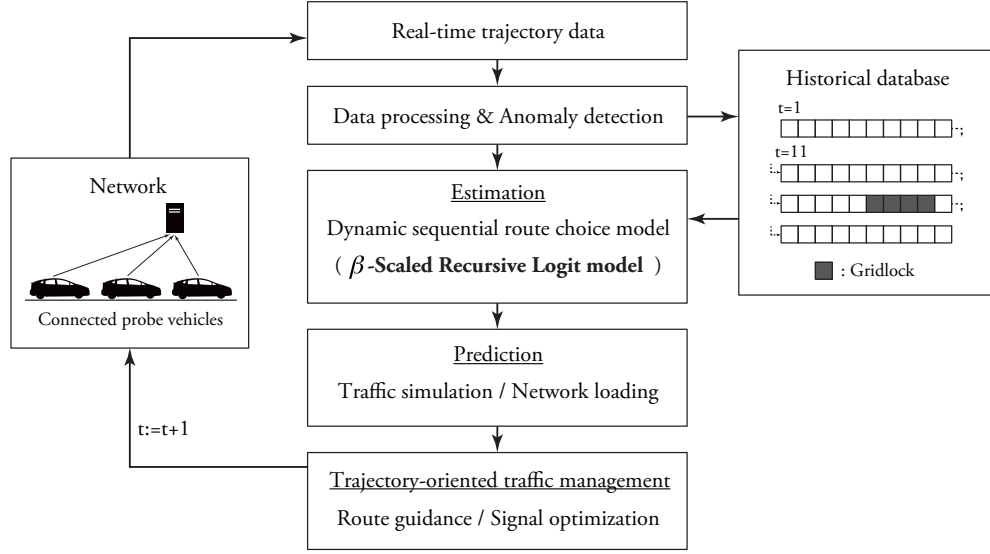 Real-time trajectory data
Data processing & Anomaly detection
Historical database
t=1
t=11
: Gridlock
Network
Connected probe vehicles
Estimation
Dynamic sequential route choice model
( β-Scaled Recursive Logit model )
Prediction
Traffic simulation / Network loading
t:=t+1
Trajectory-oriented traffic management
Route guidance / Signal optimization